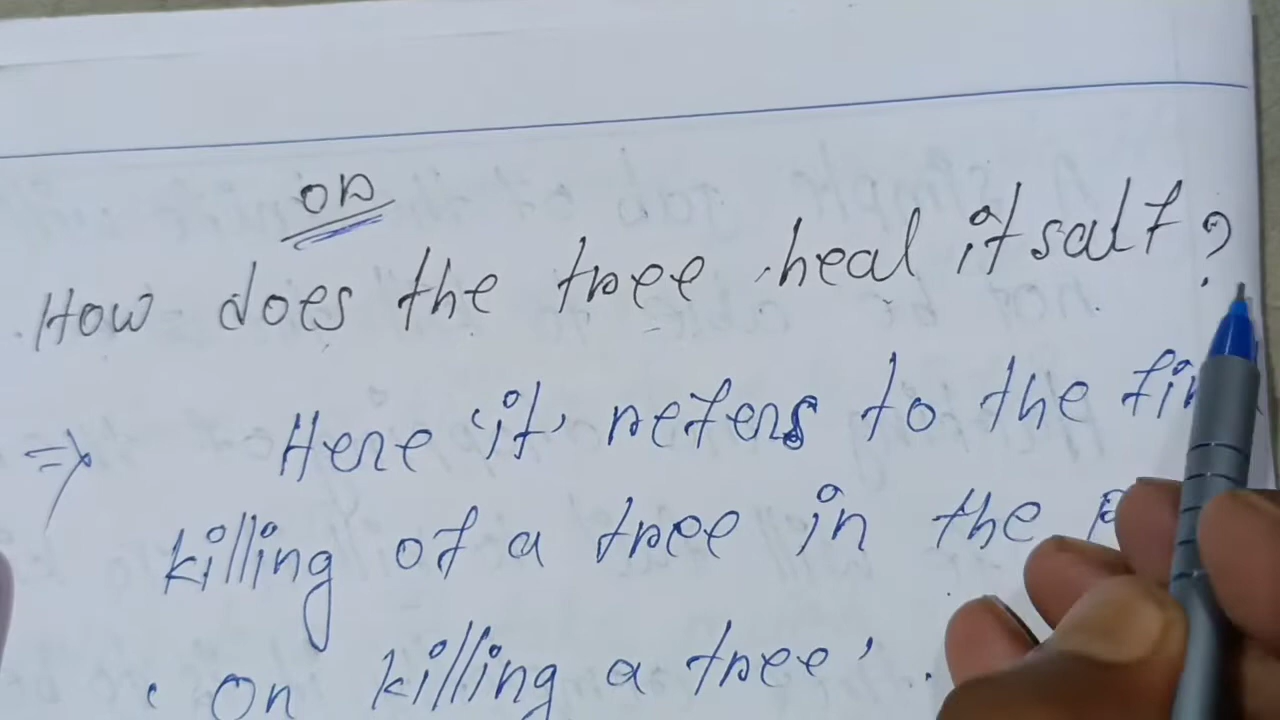 OR
How does the tree heal itsalf?
⇒ Here 'it' refers to the
killing of a tree in the
'On killing a tree'.